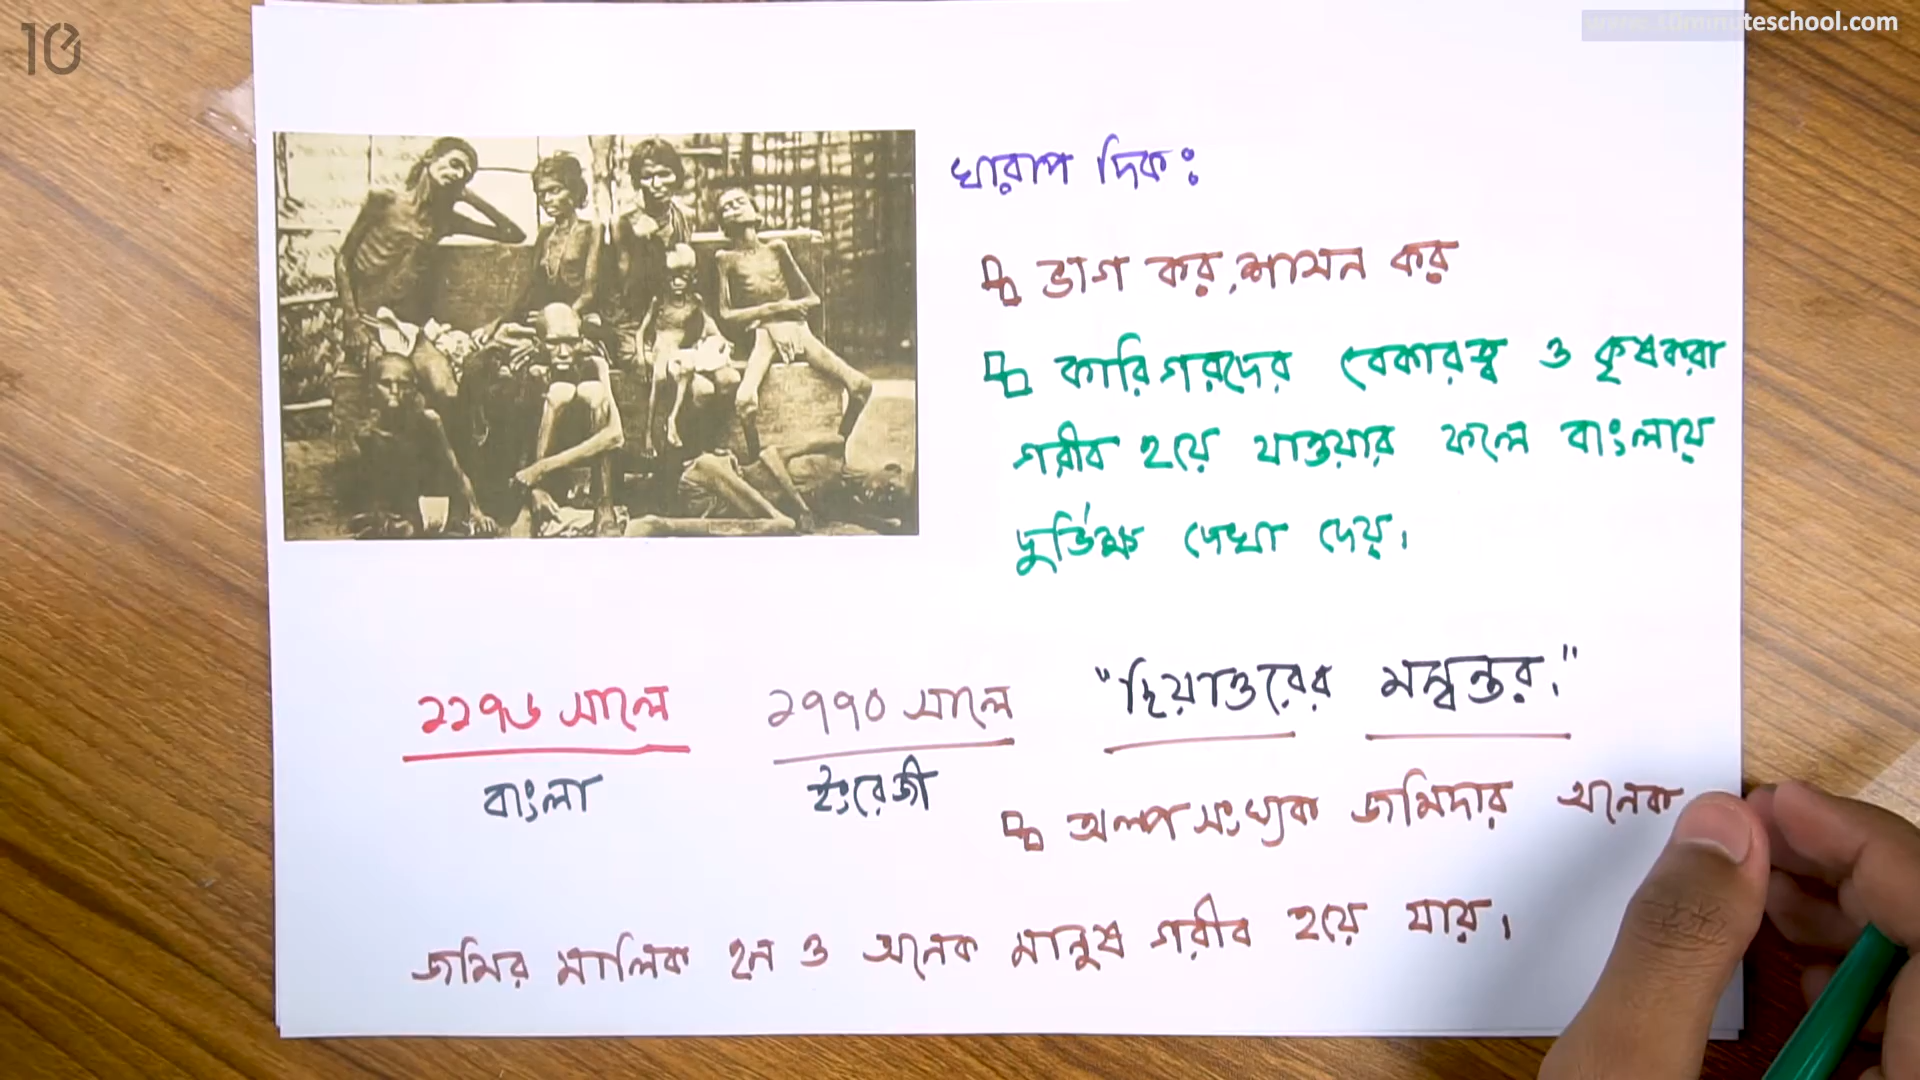 10
www.10minuteschool.com
খারাপ দিক:
ভাগ কর, শাসন কর
কারিগরদের বেকারত্ব ও কৃষকরা
গরীব হয়ে যাওয়ার ফলে বাংলায়
দুর্ভিক্ষ দেখা দেয়।
১১৭৬ সালে
বাংলা
১৭৭০ সালে
ইংরেজী
"ছিয়াত্তরের মন্বন্তর।"
অল্প সংখ্যক জমিদার অনেক
জমির মালিক হন ও অনেক মানুষ গরীব হয়ে যায়।